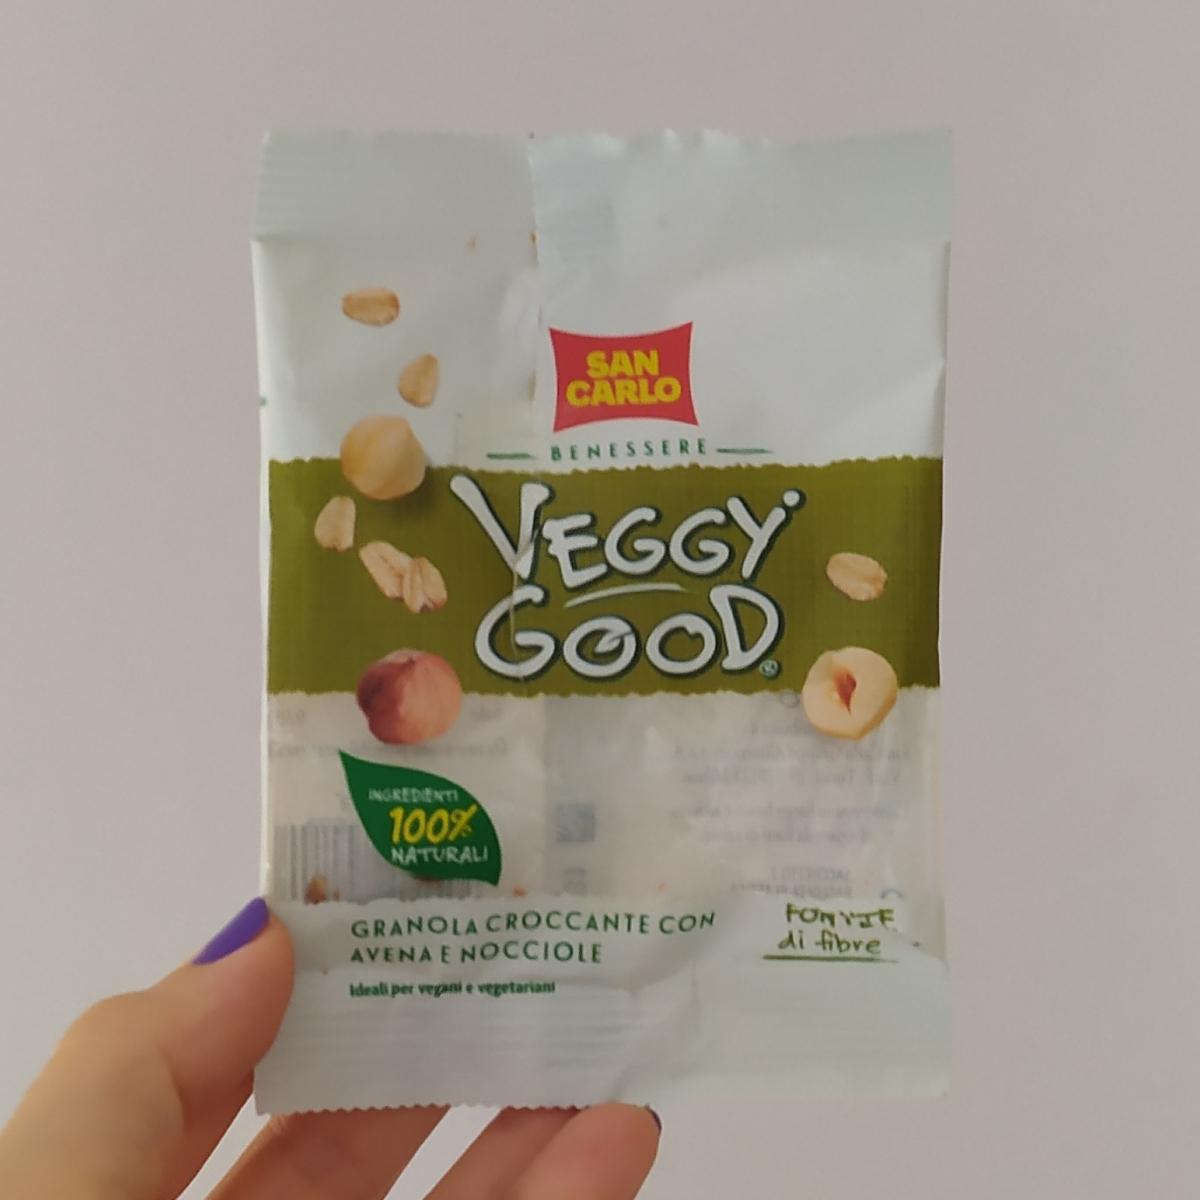 SAN
CARLO
BENESSERE
VEGGY
GOOD
INGREDIENTI
100%
NATURALI
GRANOLA CROCCANTE CON
AVENA E NOCCIOLE
Ideali per vegani e vegetariani
FONTE
di fibre